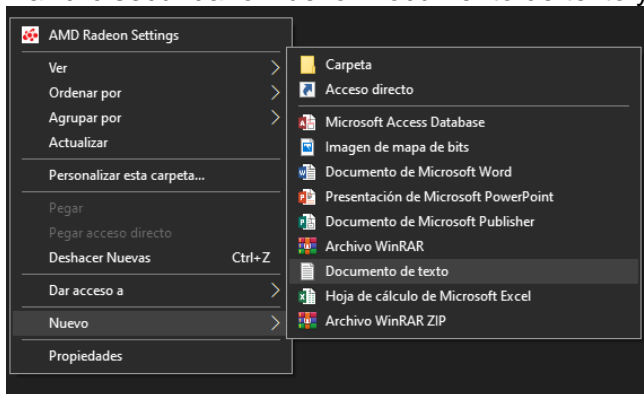 AMD Radeon Settings
Ver
Ordenar por
Agrupar por
Actualizar
Personalizar esta carpeta...
Pegar
Pegar acceso directo
Deshacer Nuevas Ctrl+Z
Dar acceso a
Nuevo
Propiedades
Carpeta
Acceso directo
Microsoft Access Database
Imagen de mapa de bits
Documento de Microsoft Word
Presentación de Microsoft PowerPoint
Documento de Microsoft Publisher
Archivo WinRAR
Documento de texto
Hoja de cálculo de Microsoft Excel
Archivo WinRAR ZIP